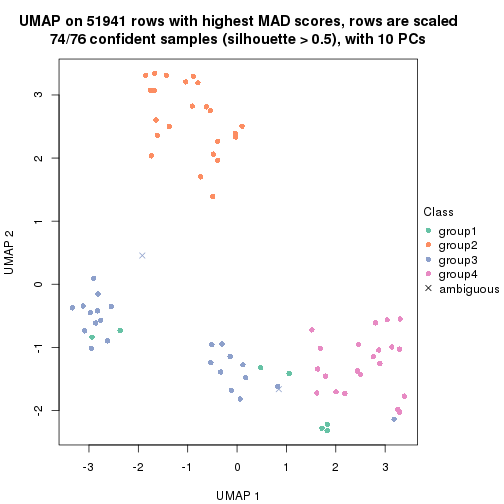 UMAP on 51941 rows with highest MAD scores, rows are scaled
74/76 confident samples (silhouette > 0.5), with 10 PCs
3
2
1
0
-1
-2
UMAP 2
-3
-2
-1
0
1
2
3
UMAP 1
Class
group1
group2
group3
group4
ambiguous